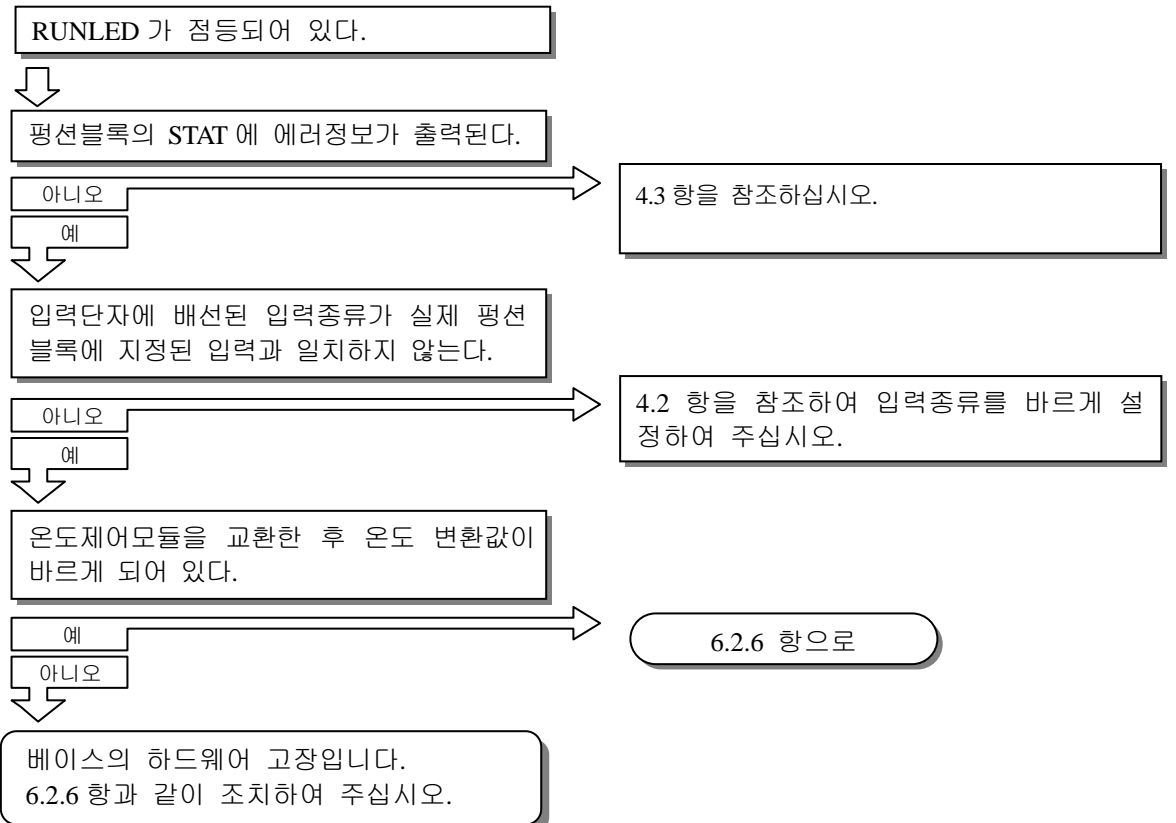 RUNLED 가 점등되어 있다.
펑션블록의 STAT 에 에러정보가 출력된다.
아니오
4.3 항을 참조하십시오.
예
입력단자에 배선된 입력종류가 실제 펑션
블록에 지정된 입력과 일치하지 않는다.
아니오
4.2 항을 참조하여 입력종류를 바르게 설
정하여 주십시오.
예
온도제어모듈을 교환한 후 온도 변환값이
바르게 되어 있다.
예
6.2.6 항으로
아니오
베이스의 하드웨어 고장입니다.
6.2.6 항과 같이 조치하여 주십시오.